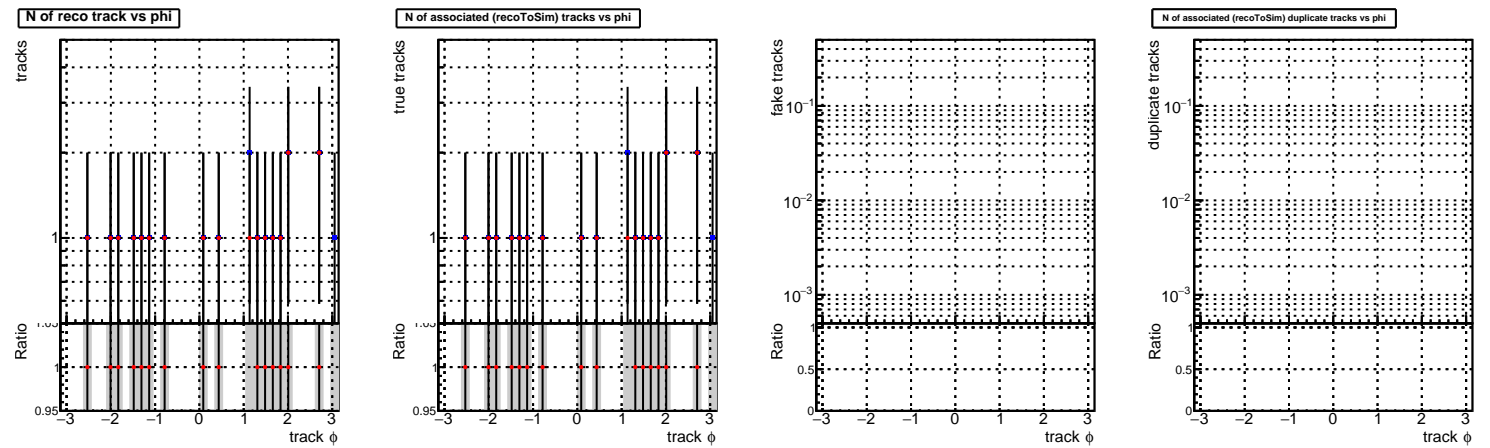 N of reco track vs phi
tracks
1
Ratio
1.05
1
0.95
−3 −2 −1 0 1 2 3
track ϕ
N of associated (recoToSim) tracks vs phi
true tracks
1
Ratio
1.05
1
0.95
−3 −2 −1 0 1 2 3
track ϕ
fake tracks
10−1
10−2
10−3
Ratio
1
0.5
0
−3 −2 −1 0 1 2 3
track ϕ
N of associated (recoToSim) duplicate tracks vs phi
duplicate tracks
10−1
10−2
10−3
Ratio
1
0.5
0
−3 −2 −1 0 1 2 3
track ϕ